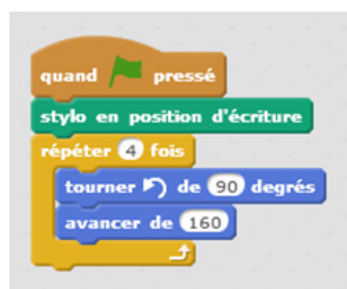 quand pressé
stylo en position d'écriture
répéter 4 fois
tourner de 90 degrés
avancer de 160